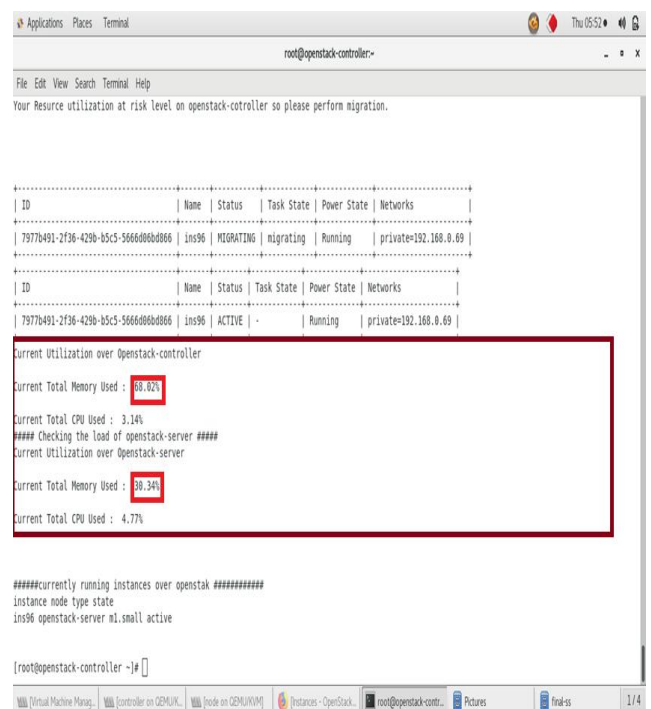 Applications Places Terminal Thu 05:52
root@openstack-controller:~
File Edit View Search Terminal Help
Your Resurce utilization at risk level on openstack-cotroller so please perform migration.
| ID | Name | Status | Task State | Power State | Networks |
| 7977b491-2f36-429b-b5c5-5666d06bd866 | ins96 | MIGRATING | migrating | Running | private=192.168.0.69 |
| ID | Name | Status | Task State | Power State | Networks |
| 7977b491-2f36-429b-b5c5-5666d06bd866 | ins96 | ACTIVE | - | Running | private=192.168.0.69 |
Current Utilization over Openstack-controller
Current Total Memory Used : 68.02%
Current Total CPU Used : 3.14%
##### Checking the load of openstack-server #####
Current Utilization over Openstack-server
Current Total Memory Used : 30.34%
Current Total CPU Used : 4.77%
######currently running instances over openstak ############
instance node type state
ins96 openstack-server m1.small active
[root@openstack-controller ~]#
[Virtual Machine Manag... [controller on QEMU/K... [node on QEMU/KVM] [Instances - OpenStack... root@openstack-contr... Pictures final-ss 1/4